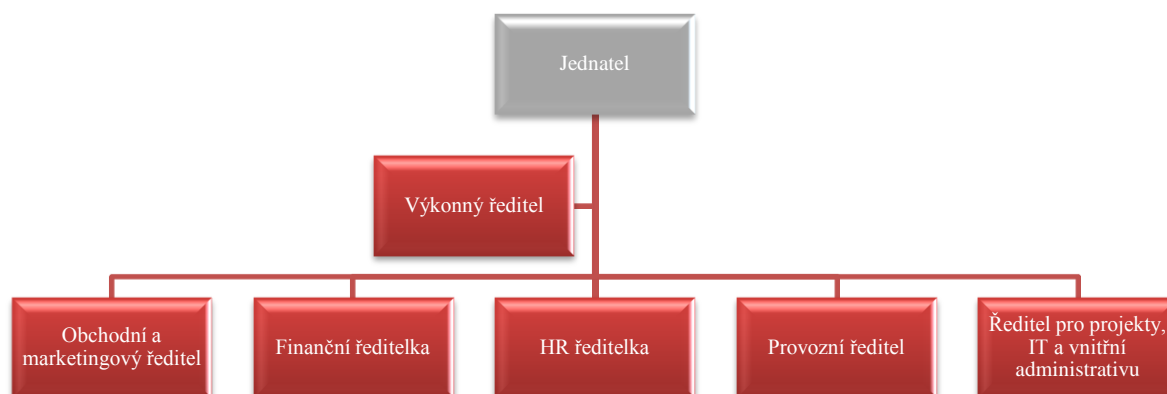 Jednatel
Výkonný ředitel
Obchodní a
marketingový ředitel
Finanční ředitelka
HR ředitelka
Provozní ředitel
Ředitel pro projekty,
IT a vnitřní
administrativu